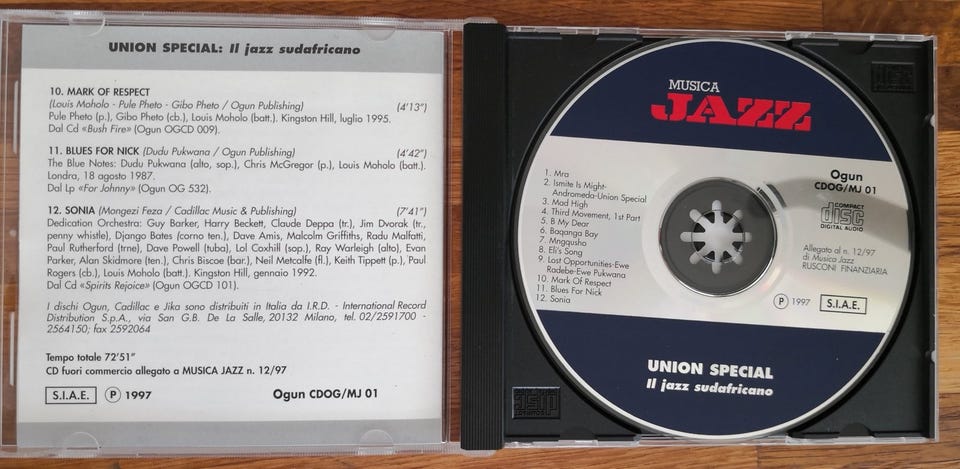 UNION SPECIAL: Il jazz sudafricano
10. MARK OF RESPECT
(Louis Moholo - Pule Pheto - Gibo Pheto / Ogun Publishing) (4'13")
Pule Pheto (p.), Gibo Pheto (cb.), Louis Moholo (batt.). Kingston Hill, luglio 1995.
Dal Cd «Bush Fire» (Ogun OGCD 009).
11. BLUES FOR NICK (Dudu Pukwana / Ogun Publishing) (4'42")
The Blue Notes: Dudu Pukwana (alto, sop.), Chris McGregor (p.), Louis Moholo (batt.).
Londra, 18 agosto 1987.
Dal Lp «For Johnny» (Ogun OG 532).
12. SONIA (Mongezi Feza / Cadillac Music & Publishing) (7'41")
Dedication Orchestra: Guy Barker, Harry Beckett, Claude Deppa (tr.), Jim Dvorak (tr.,
penny whistle), Django Bates (corno ten.), Dave Amis, Malcolm Griffiths, Radu Malfatti,
Paul Rutherford (trne), Dave Powell (tuba), Lol Coxhill (sop.), Ray Warleigh (alto), Evan
Parker, Alan Skidmore (ten.), Chris Biscoe (bar.), Neil Metcalfe (fl.), Keith Tippett (p.), Paul
Rogers (cb.), Louis Moholo (batt.). Kingston Hill, gennaio 1992.
Dal Cd «Spirits Rejoice» (Ogun OGCD 101).
I dischi Ogun, Cadillac e Jika sono distribuiti in Italia da I.R.D. - International Record
Distribution S.p.A., via San G.B. De La Salle, 20132 Milano, tel. 02/2591700 -
2564150; fax 2592064
Tempo totale 72'51"
CD fuori commercio allegato a MUSICA JAZZ n. 12/97
S.I.A.E. Ⓟ 1997 Ogun CDOG/MJ 01
MUSICA
JAZZ
Ogun
CDOG/MJ 01
COMPACT
disc
DIGITAL AUDIO
1. Mra
2. Ismite Is Might-
Andromeda-Union Special
3. Mad High
4. Third Movement, 1st Part
5. B My Dear
6. Baqanga Bay
7. Mngqusho
8. Eli's Song
9. Lost Opportunities-Ewe
Radebe-Ewe Pukwana
10. Mark Of Respect
11. Blues For Nick
12. Sonia
Allegato al n. 12/97
di Musica Jazz
RUSCONI FINANZIARIA
Ⓟ 1997 S.I.A.E.
UNION SPECIAL
Il jazz sudafricano